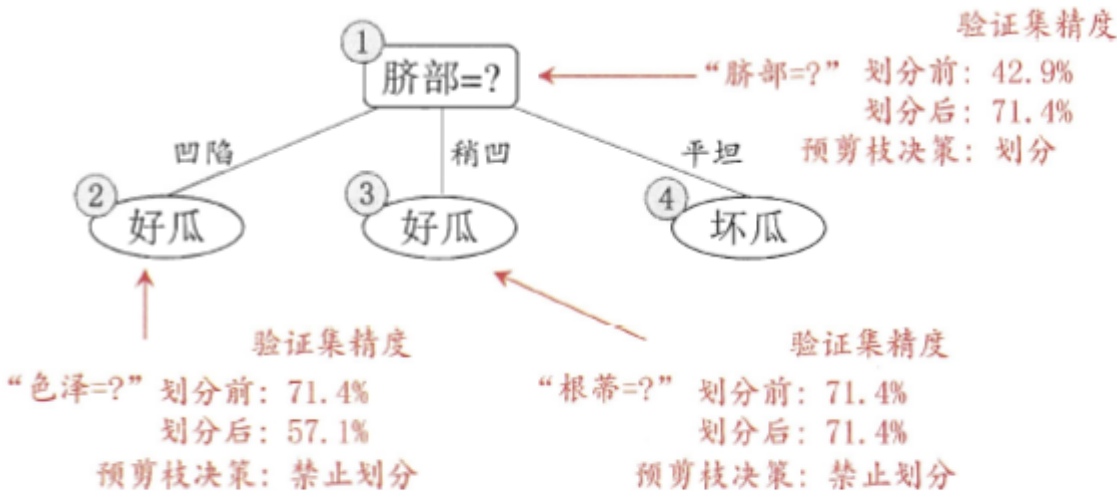 验证集精度
①
脐部=?
“脐部=?” 划分前: 42.9%
划分后: 71.4%
预剪枝决策: 划分
凹陷
稍凹
平坦
②
好瓜
③
好瓜
④
坏瓜
验证集精度
“色泽=?” 划分前: 71.4%
划分后: 57.1%
预剪枝决策: 禁止划分
验证集精度
“根蒂=?” 划分前: 71.4%
划分后: 71.4%
预剪枝决策: 禁止划分